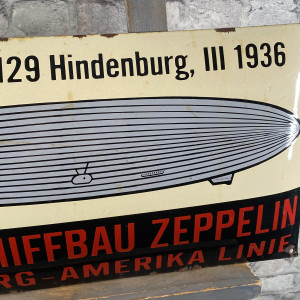 129 Hindenburg, III 1936
HIFFBAU ZEPPELIN
RG-AMERIKA LINIE